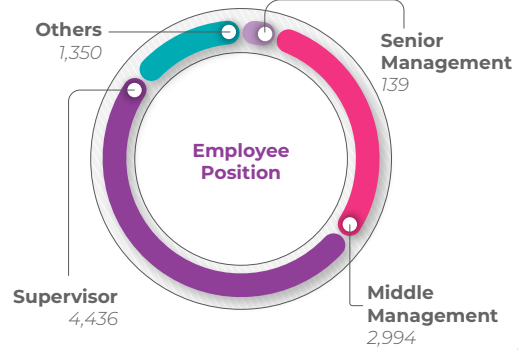 Others
1,350
Senior
Management
139
Employee
Position
Supervisor
4,436
Middle
Management
2,994